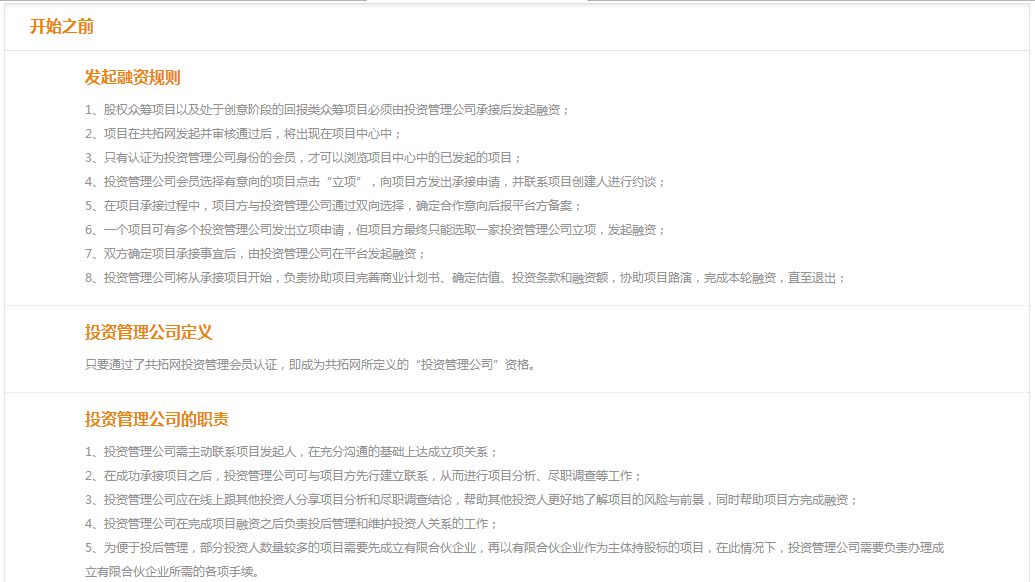 开始之前
发起融资规则
1、股权众筹项目以及处于创意阶段的回报类众筹项目必须由投资管理公司承接后发起融资；
2、项目在共拓网发起并审核通过后，将出现在项目中心中；
3、只有认证为投资管理公司身份的会员，才可以浏览项目中心中的已发起的项目；
4、投资管理公司会员选择有意向的项目点击“立项”，向项目方发出承接申请，并联系项目创建人进行约谈；
5、在项目承接过程中，项目方与投资管理公司通过双向选择，确定合作意向后报平台方备案；
6、一个项目可有多个投资管理公司发出立项申请，但项目方最终只能选取一家投资管理公司立项，发起融资；
7、双方确定项目承接事宜后，由投资管理公司在平台发起融资；
8、投资管理公司将从承接项目开始，负责协助项目完善商业计划书、确定估值、投资条款和融资额，协助项目路演，完成本轮融资，直至退出；
投资管理公司定义
只要通过了共拓网投资管理会员认证，即成为共拓网所定义的“投资管理公司”资格。
投资管理公司的职责
1、投资管理公司需主动联系项目发起人，在充分沟通的基础上达成立项关系；
2、在成功承接项目之后，投资管理公司可与项目方先行建立联系，从而进行项目分析、尽职调查等工作；
3、投资管理公司应在线上跟其他投资人分享项目分析和尽职调查结论，帮助其他投资人更好地了解项目的风险与前景，同时帮助项目方完成融资；
4、投资管理公司在完成项目融资之后负责投后管理和维护投资人关系的工作；
5、为便于投后管理，部分投资人数量较多的项目需要先成立有限合伙企业，再以有限合伙企业作为主体持股标的项目，在此情况下，投资管理公司需要负责办理成
立有限合伙企业所需的各项手续。